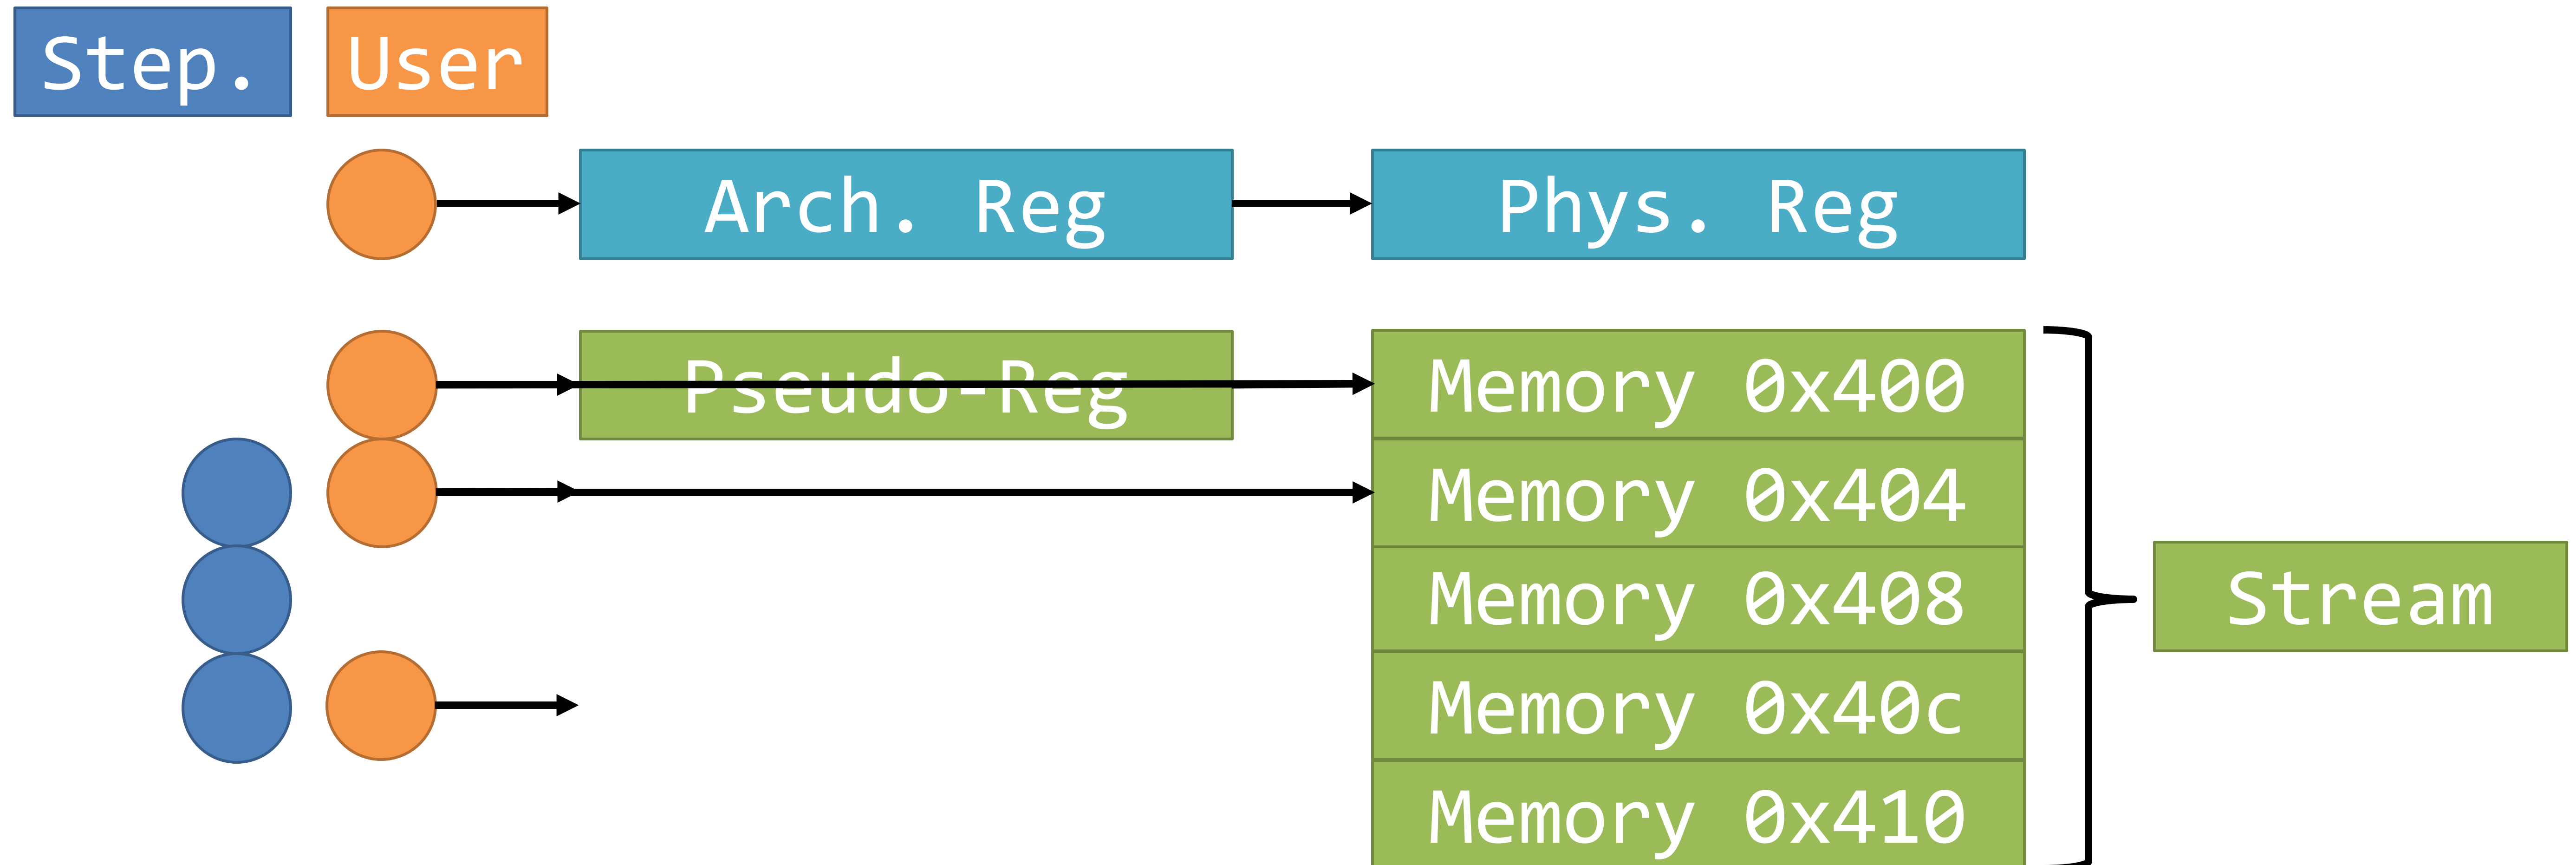 Step.
User
Arch. Reg
Phys. Reg
Pseudo-Reg
Memory 0x400
Memory 0x404
Memory 0x408
Memory 0x40c
Memory 0x410
Stream